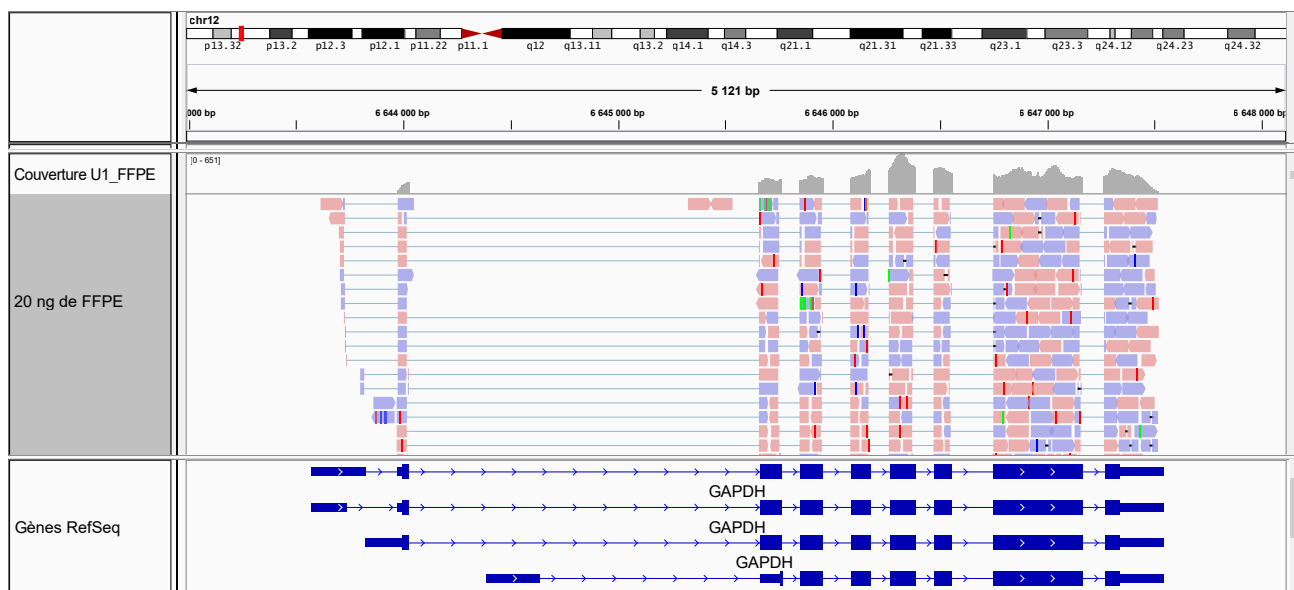 chr12
p13.32 p13.2 p12.3 p12.1 p11.22 p11.1 q12 q13.11 q13.2 q14.1 q14.3 q21.1 q21.31 q21.33 q23.1 q23.3 q24.12 q24.23 q24.32
5 121 bp
000 bp 6 644 000 bp 6 645 000 bp 6 646 000 bp 6 647 000 bp 6 648 000 bp
[0 - 651]
Couverture U1_FFPE
20 ng de FFPE
GAPDH
Gènes RefSeq
GAPDH
GAPDH